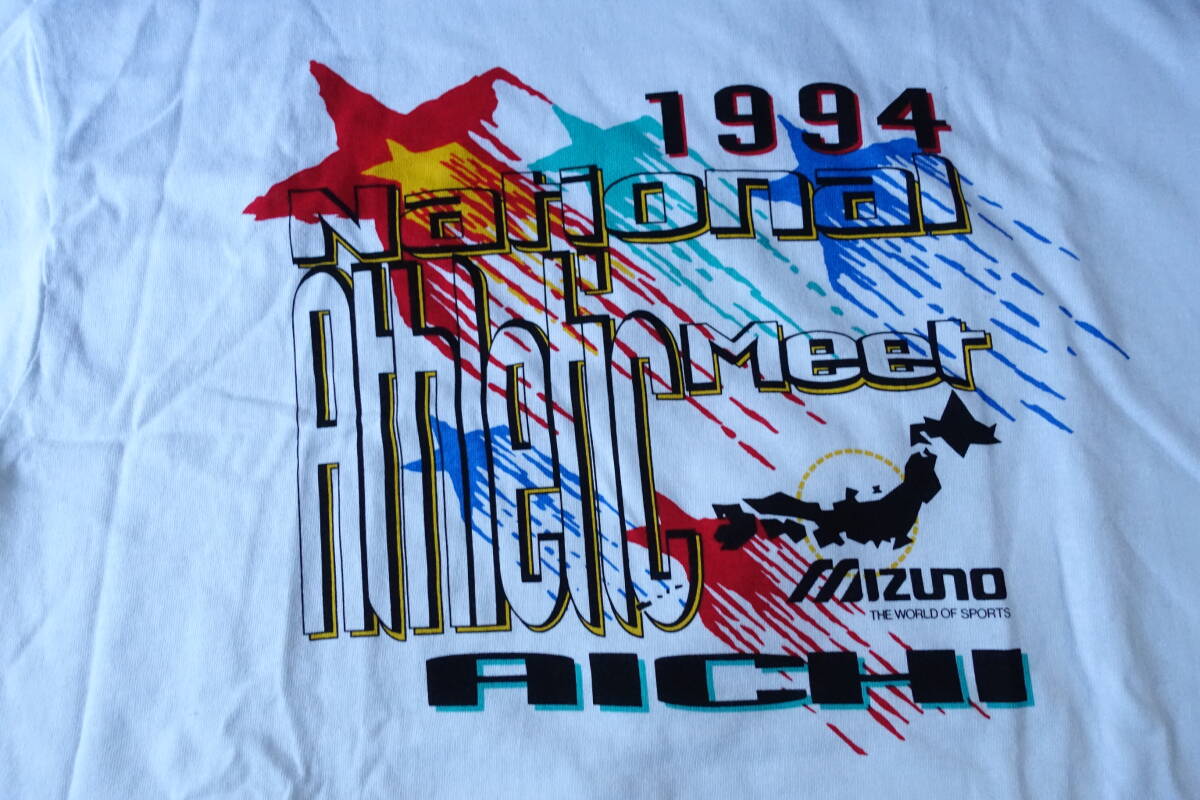 1994
National
Athletic Meet
MIZUNO
THE WORLD OF SPORTS
AICHI